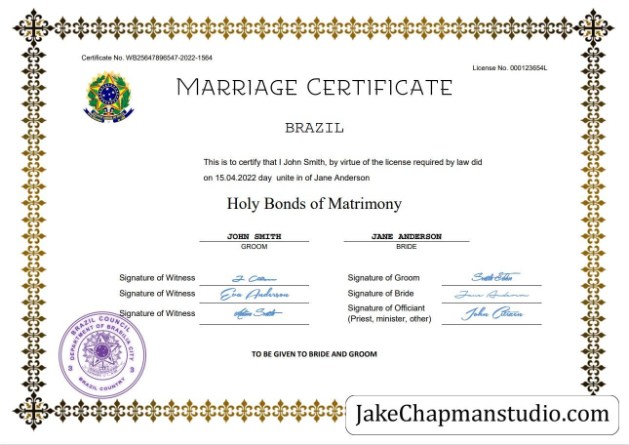 Certificate No. WB25647896547-2022-1564
License No. 000123654L
MARRIAGE CERTIFICATE
BRAZIL
This is to certify that I John Smith, by virtue of the license required by law did
on 15.04.2022 day unite in of Jane Anderson
Holy Bonds of Matrimony
JOHN SMITH
GROOM
JANE ANDERSON
BRIDE
Signature of Witness
Signature of Groom
Signature of Witness Eva Anderson
Signature of Bride Jane Anderson
Signature of Witness
Signature of Officiant
(Priest, minister, other) John
BRAZIL COUNCIL
DEPARTMENT OF BRASILIA CITY
BRAZIL COUNTRY
TO BE GIVEN TO BRIDE AND GROOM
JakeChapmanstudio.com